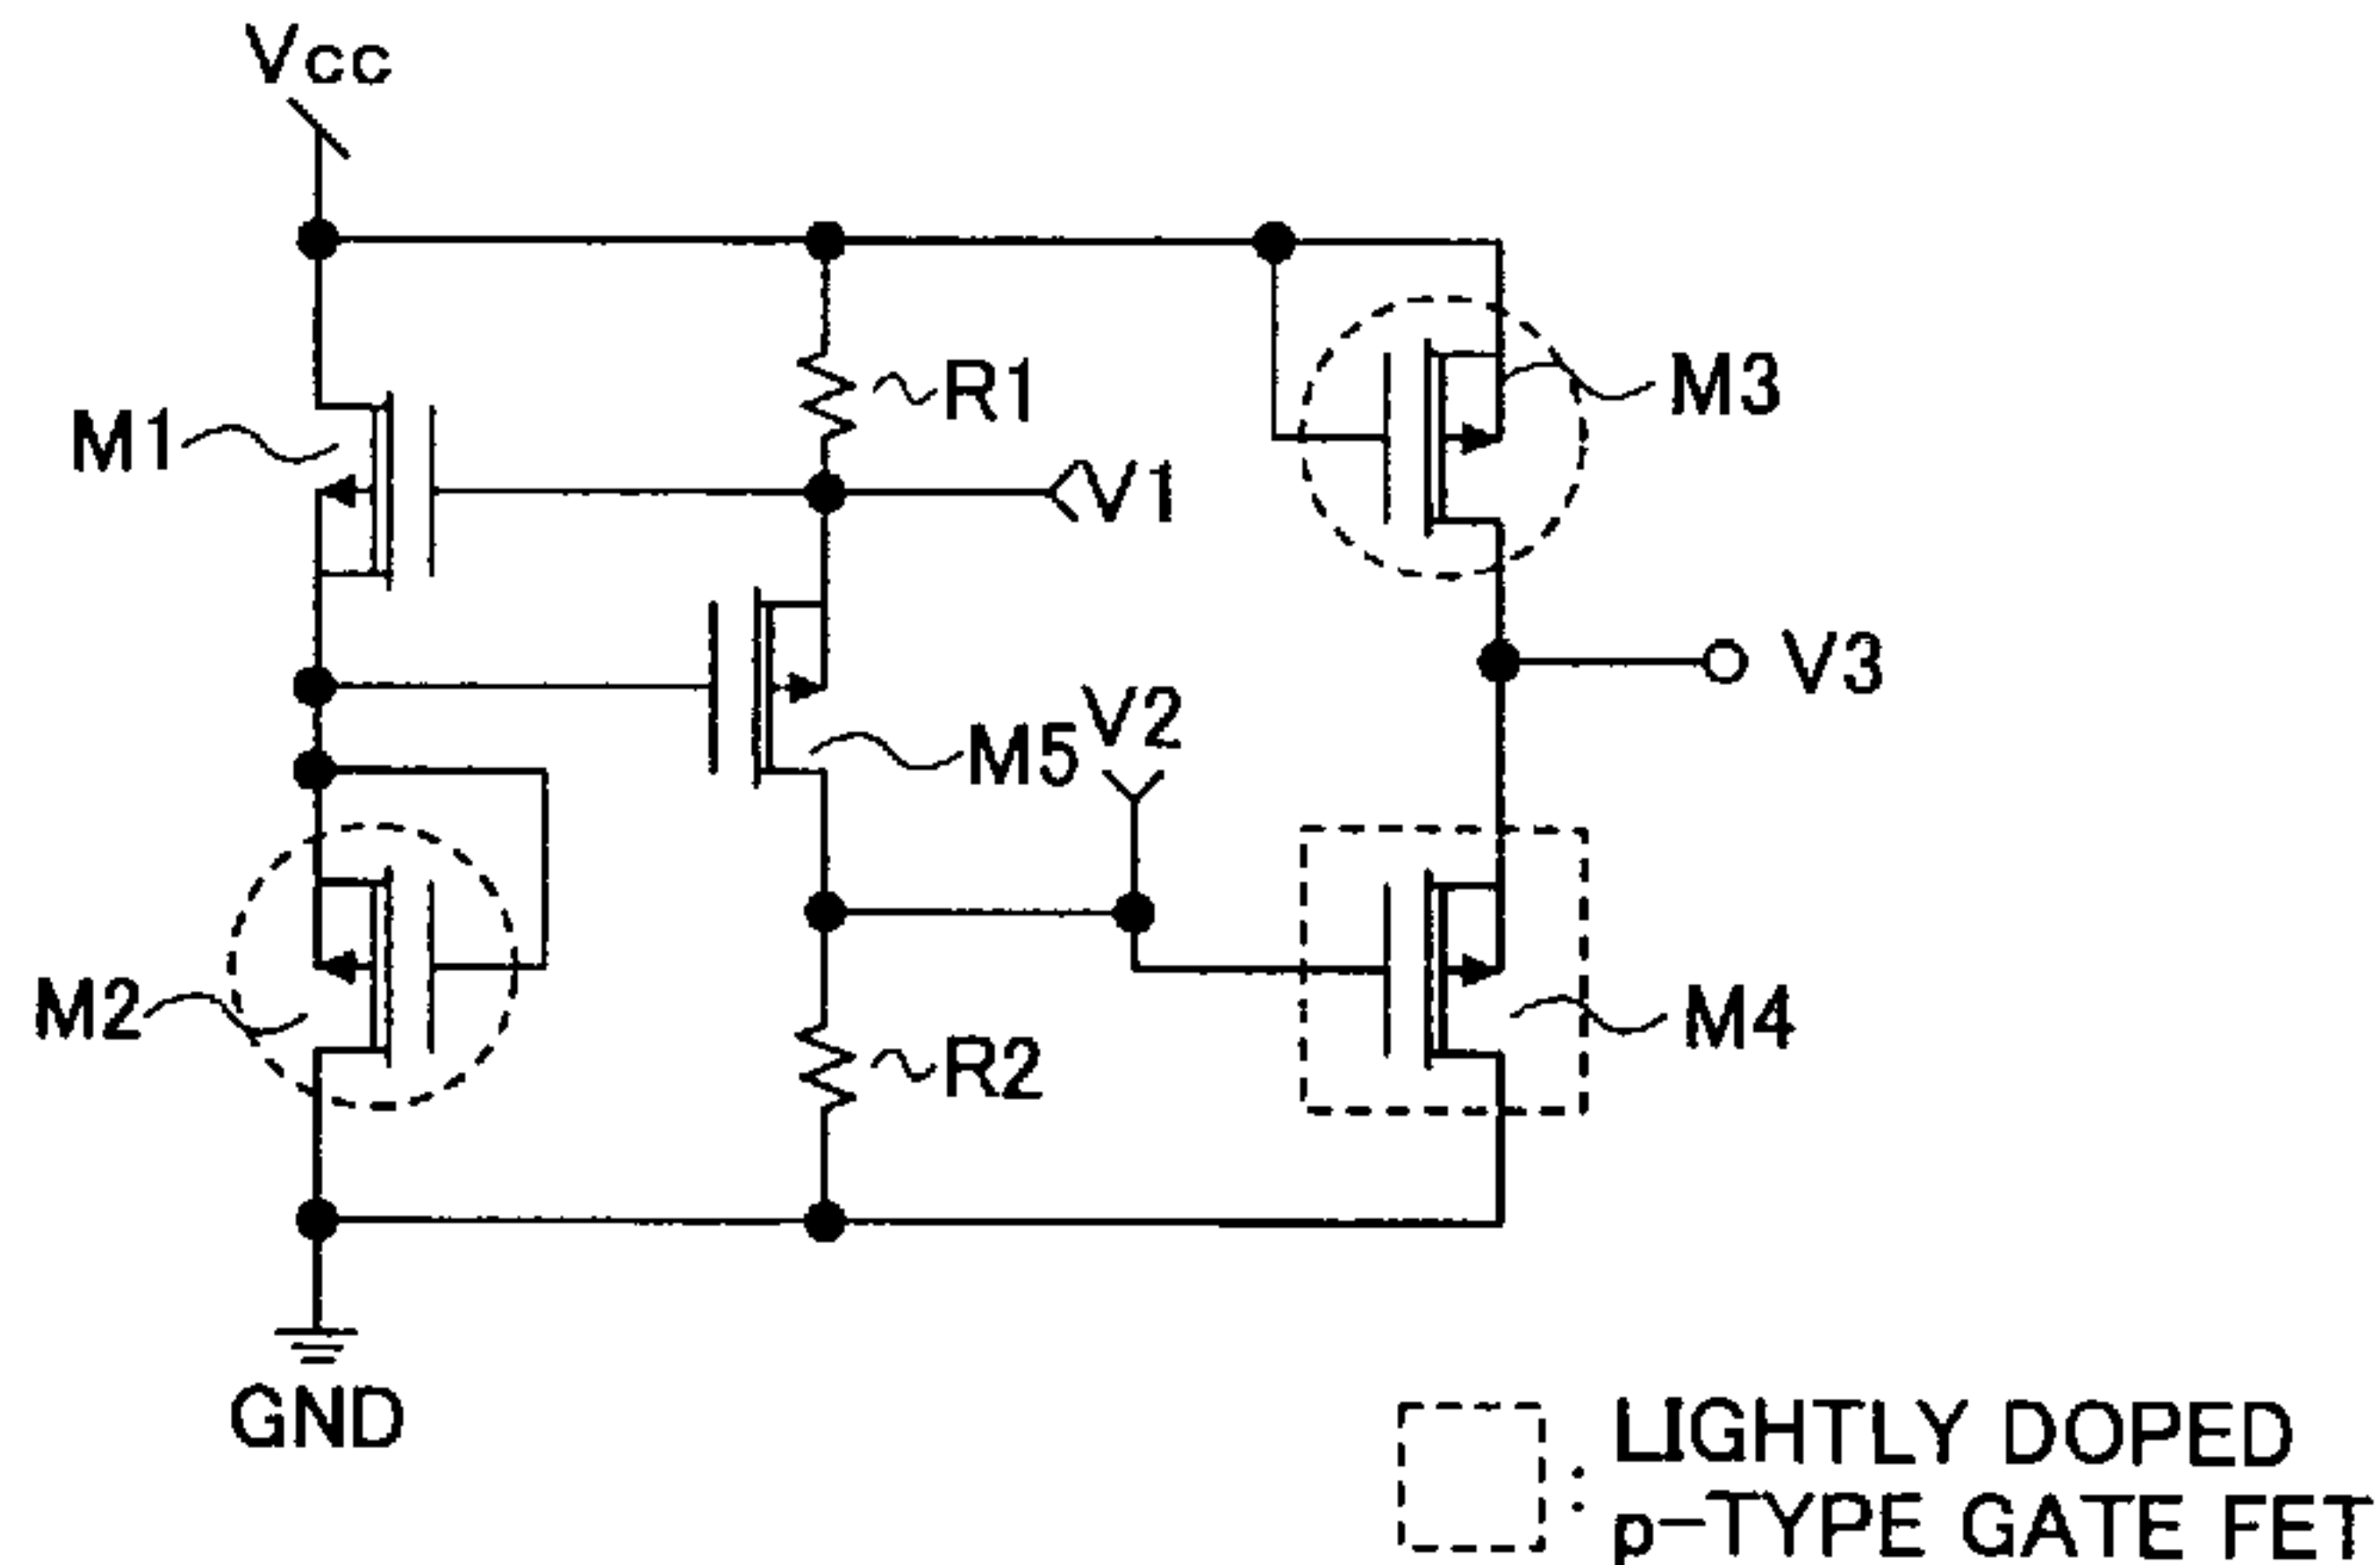 Vcc
R1
M3
M1
V1
V3
V2
M5
M2
M4
R2
GND
: LIGHTLY DOPED
p-TYPE GATE FET